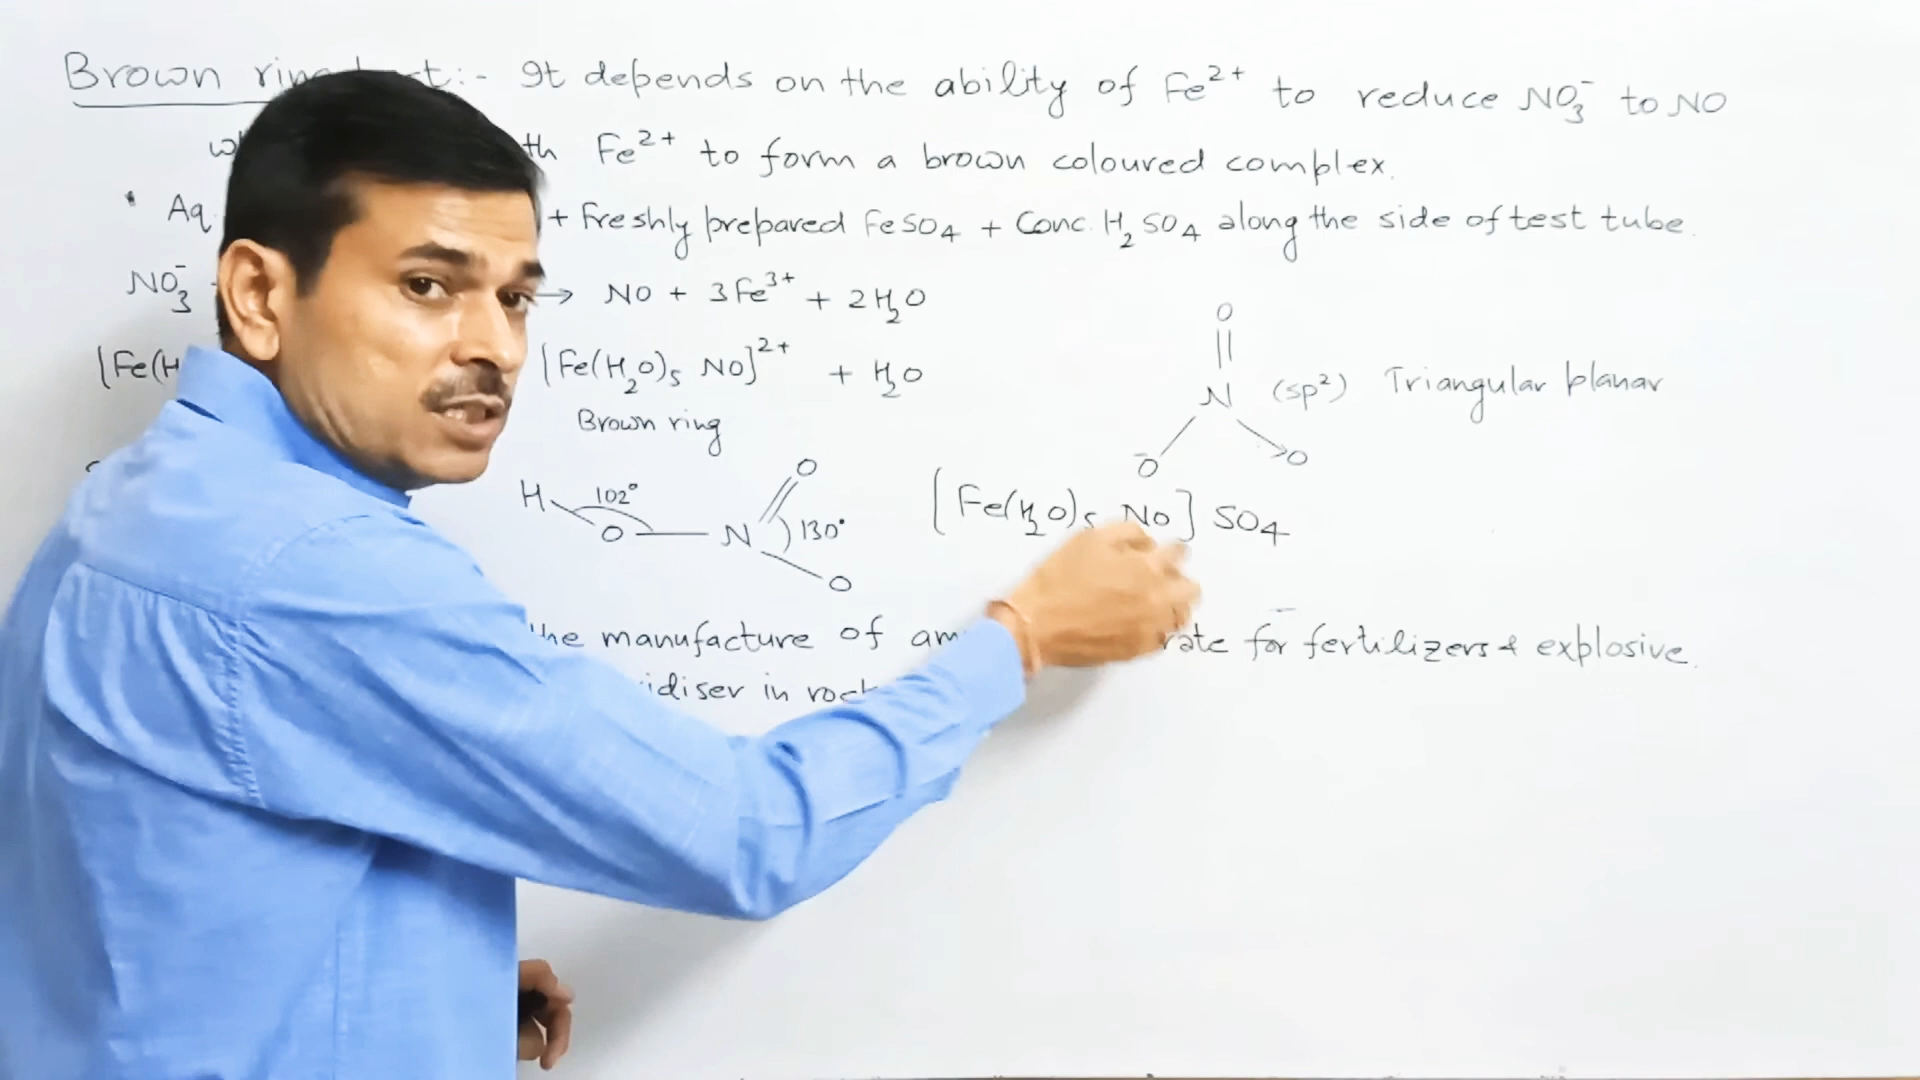 Brown ring test:- It depends on the ability of Fe²⁺ to reduce NO₃⁻ to NO
Fe²⁺ to form a brown coloured complex.
• Aq + Freshly prepared FeSO₄ + Conc. H₂SO₄ along the side of test tube.
NO₃⁻ → NO + 3Fe³⁺ + 2H₂O
[Fe(H [Fe(H₂O)₅ NO]²⁺ + H₂O
Brown ring
O
N (sp²) Triangular planar
⁻O O
H 102° O N O 130° O
[Fe(H₂O)₅ NO] SO₄
the manufacture of am rate for fertilizers & explosive.
idiser in rock